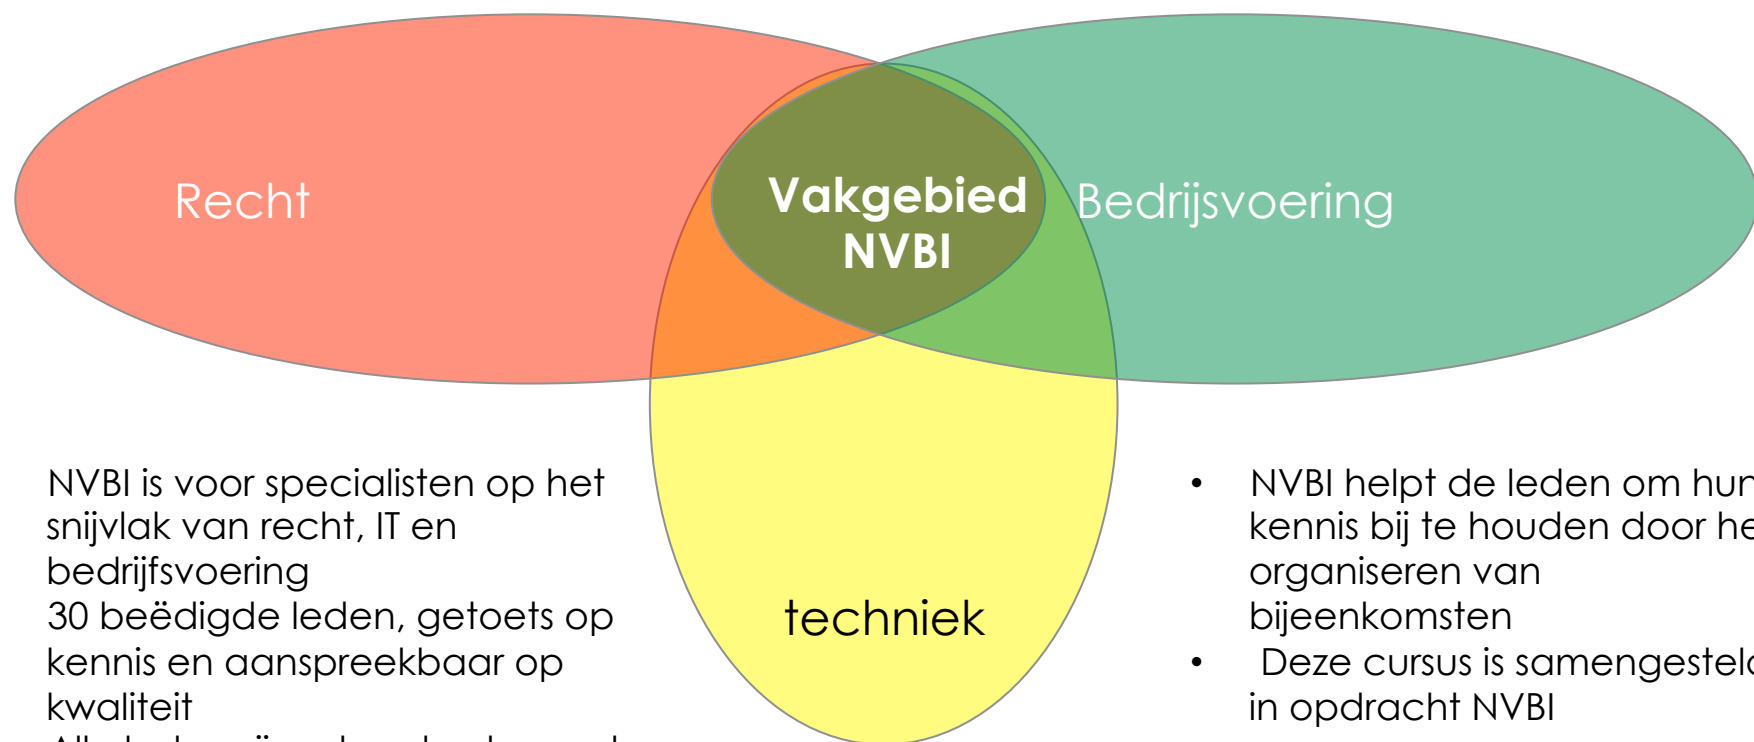 Recht
Vakgebied
NVBI
Bedrijsvoering
techniek
NVBI is voor specialisten op het
snijvlak van recht, IT en
bedrijfsvoering
30 beëdigde leden, getoets op
kennis en aanspreekbaar op
kwaliteit
• NVBI helpt de leden om hun
kennis bij te houden door he
organiseren van
bijeenkomsten
• Deze cursus is samengesteld
in opdracht NVBI